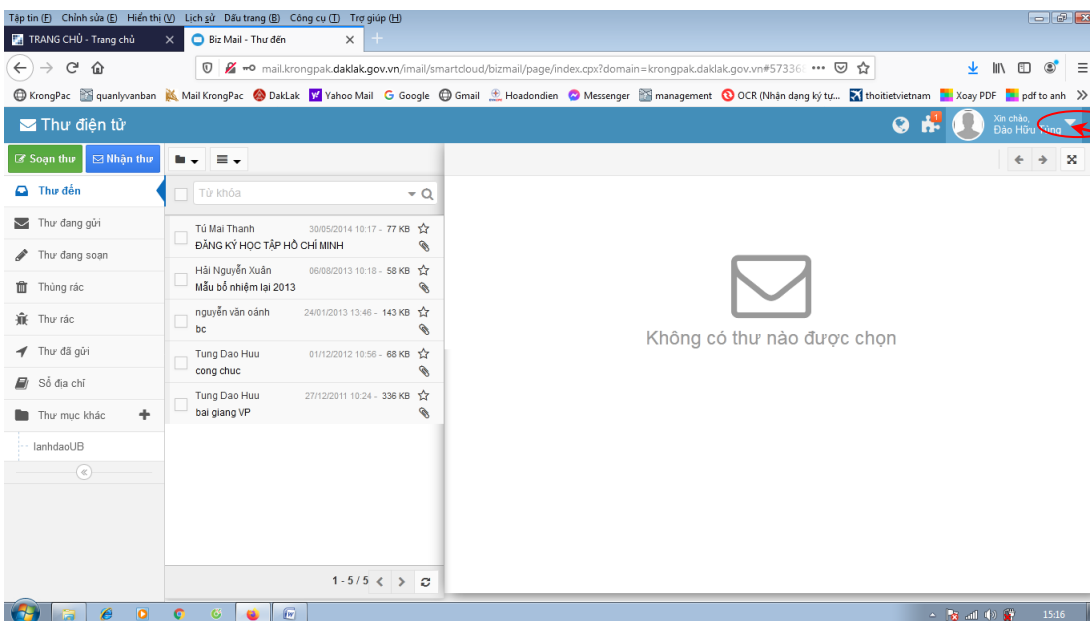 Tập tin (F) Chỉnh sửa (E) Hiển thị (V) Lịch sử Dấu trang (B) Công cụ (T) Trợ giúp (H)
TRANG CHỦ - Trang chủ
Biz Mail - Thư đến
mail.krongpak.daklak.gov.vn/imail/smartcloud/bizmail/page/index.cpx?domain=krongpak.daklak.gov.vn#57336
KrongPac quanlyvanban Mail KrongPac DakLak Yahoo Mail Google Gmail Hoadondien Messenger management OCR (Nhận dạng ký tự... thoitietvietnam Xoay PDF pdf to anh
Thư điện tử
1
Xin chào,
Đào Hữu Tùng
Soạn thư Nhận thư
Thư đến
Thư đang gửi
Thư đang soạn
Thùng rác
Thư rác
Thư đã gửi
Sổ địa chỉ
Thư mục khác
lanhdaoUB
Từ khóa
Tú Mai Thanh 30/05/2014 10:17 - 77 KB
ĐĂNG KÝ HỌC TẬP HỒ CHÍ MINH
Hải Nguyễn Xuân 06/08/2013 10:18 - 58 KB
Mẫu bổ nhiệm lại 2013
nguyễn văn oánh 24/01/2013 13:46 - 143 KB
bc
Tung Dao Huu 01/12/2012 10:56 - 68 KB
cong chuc
Tung Dao Huu 27/12/2011 10:24 - 336 KB
bai giang VP
1 - 5 / 5
Không có thư nào được chọn
15:16